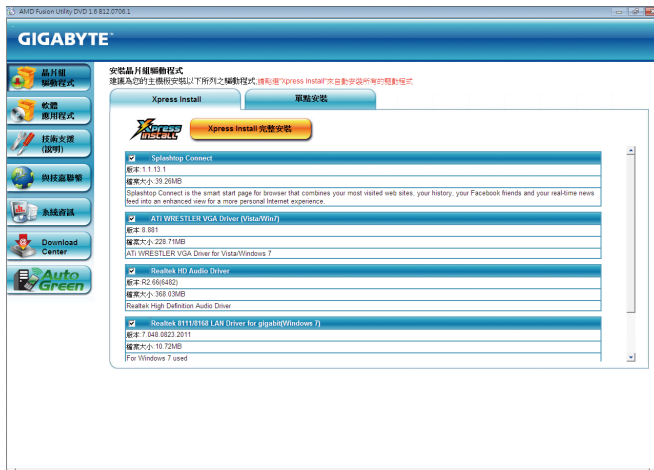 AMD Fusion Utility DVD 1.6 B12.0706.1
GIGABYTE™
晶片組
驅動程式
軟體
應用程式
技術支援
(說明)
與技嘉聯繫
系統資訊
Download
Center
Auto
Green
安裝晶片組驅動程式
建議為您的主機板安裝以下所列之驅動程式,請點選"Xpress Install"來自動安裝所有的驅動程式
Xpress Install
單點安裝
Xpress
INSTALL
Xpress Install 完整安裝
Splashtop Connect
版本:1.1.13.1
檔案大小:39.26MB
Splashtop Connect is the smart start page for browser that combines your most visited web sites, your history, your Facebook friends and your real-time news
feed into an enhanced view for a more personal Internet experience.
ATi WRESTLER VGA Driver (Vista/Win7)
版本:8.881
檔案大小:228.71MB
ATi WRESTLER VGA Driver for Vista/Windows 7
Realtek HD Audio Driver
版本:R2.66(6482)
檔案大小:368.03MB
Realtek High Definition Audio Driver
Realtek 8111/8168 LAN Driver for gigabit(Windows 7)
版本:7.048.0823.2011
檔案大小:10.72MB
For Windows 7 used